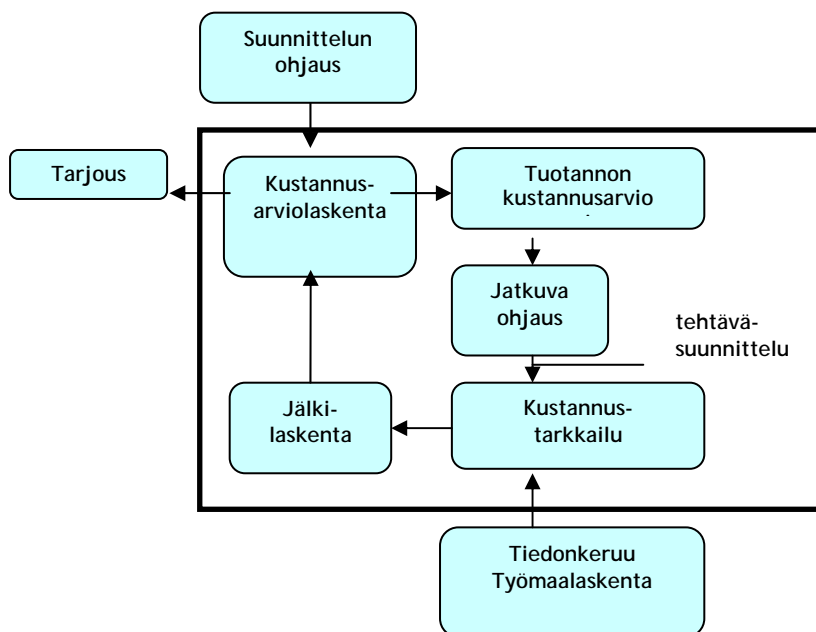 Suunnittelun
ohjaus
Tarjous
Kustannus-
arviolaskenta
Tuotannon
kustannusarvio
Jatkuva
ohjaus
tehtävä-
suunnittelu
Jälki-
laskenta
Kustannus-
tarkkailu
Tiedonkeruu
Työmaalaskenta